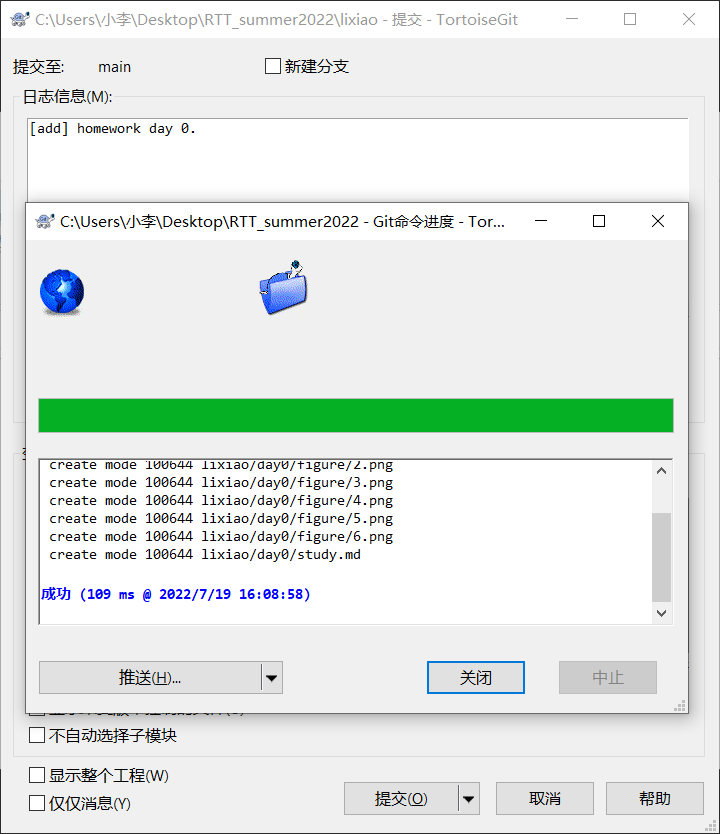 C:\Users\小李\Desktop\RTT_summer2022\lixiao - 提交 - TortoiseGit
提交至: main 新建分支
日志信息(M):
[add] homework day 0.
C:\Users\小李\Desktop\RTT_summer2022 - Git命令进度 - Tor...
create mode 100644 lixiao/day0/figure/2.png
create mode 100644 lixiao/day0/figure/3.png
create mode 100644 lixiao/day0/figure/4.png
create mode 100644 lixiao/day0/figure/5.png
create mode 100644 lixiao/day0/figure/6.png
create mode 100644 lixiao/day0/study.md
成功 (109 ms @ 2022/7/19 16:08:58)
推送(H)... 关闭 中止
不自动选择子模块
显示整个工程(W)
仅仅消息(Y)
提交(O) 取消 帮助